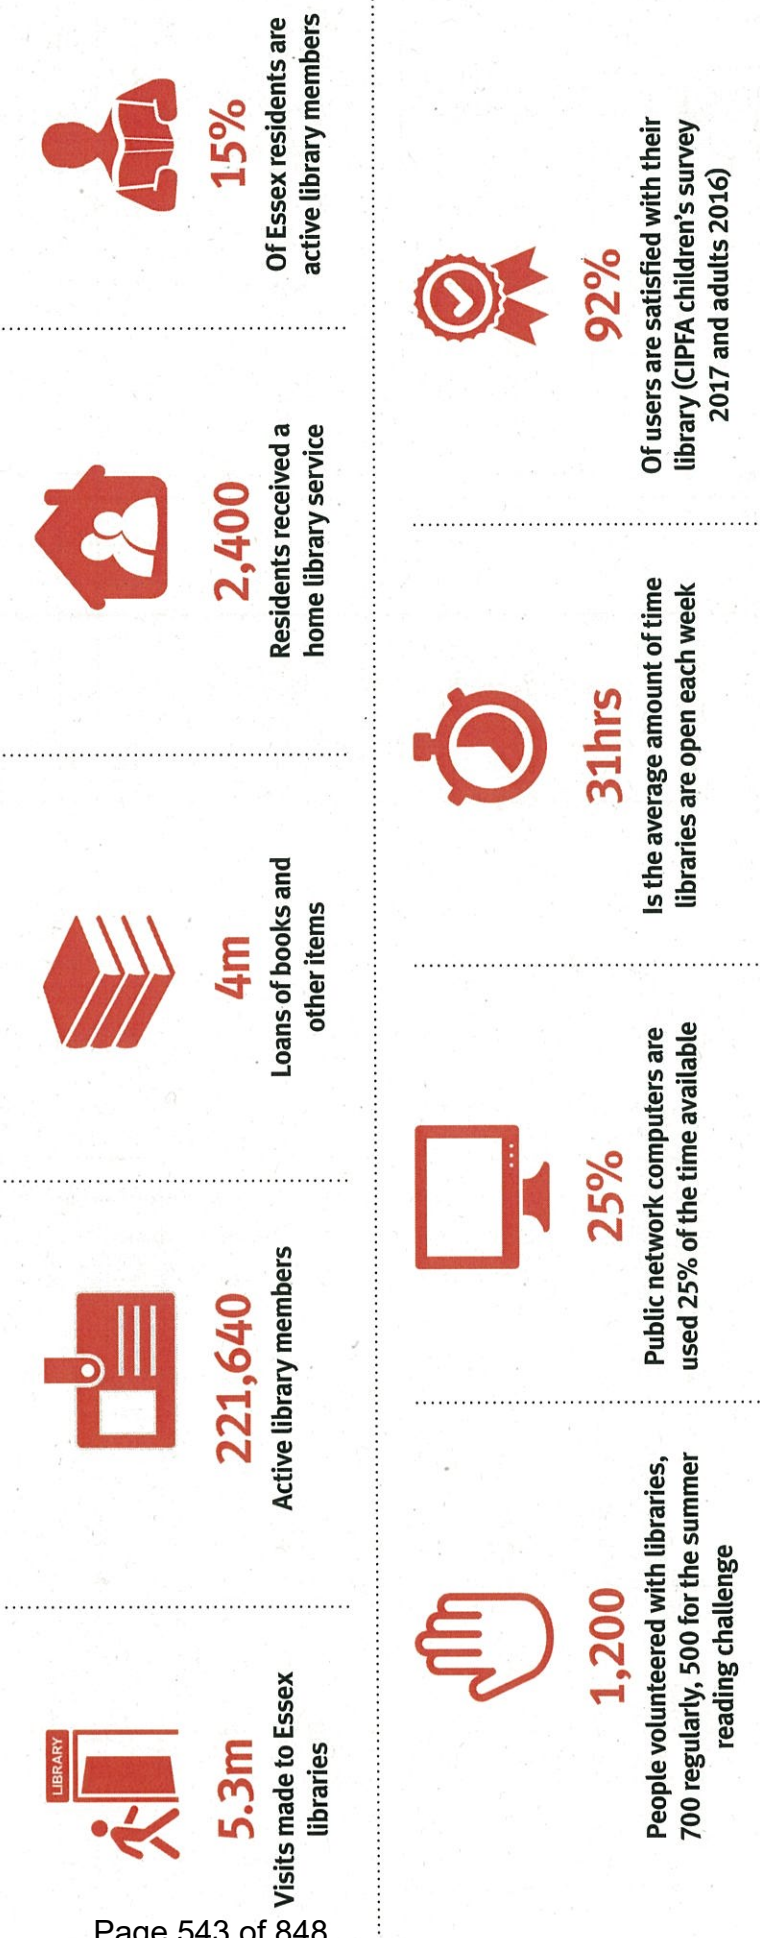 LIBRARY
5.3m
Visits made to Essex
libraries
221,640
Active library members
4m
Loans of books and
other items
2,400
Residents received a
home library service
15%
Of Essex residents are
active library members
1,200
People volunteered with libraries,
700 regularly, 500 for the summer
reading challenge
25%
Public network computers are
used 25% of the time available
31hrs
Is the average amount of time
libraries are open each week
92%
Of users are satisfied with their
library (CIPFA children's survey
2017 and adults 2016)
Page 543 of 848